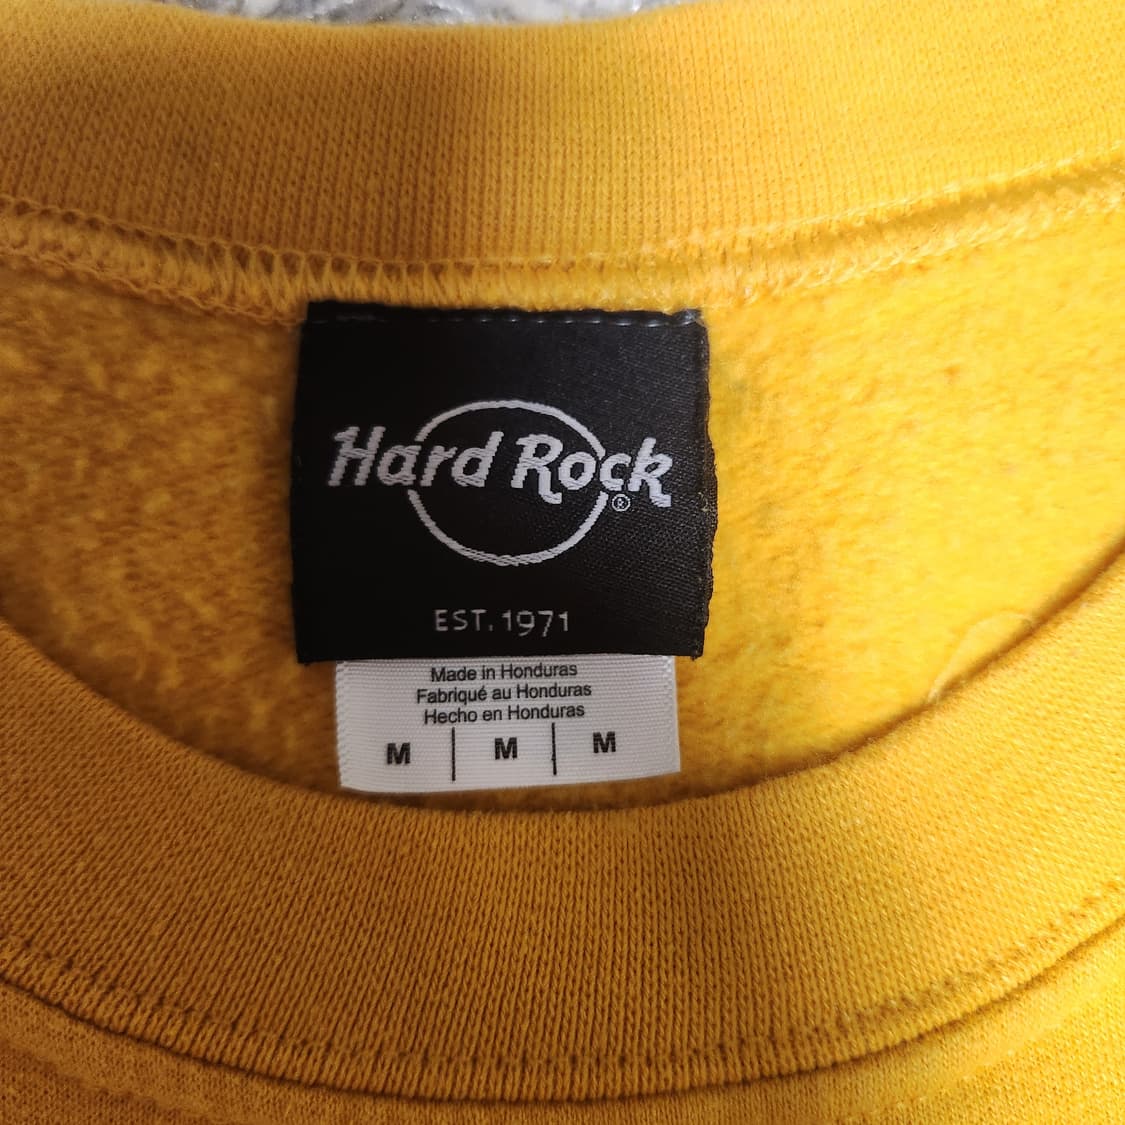 Hard Rock
®
EST. 1971
Made in Honduras
Fabriqué au Honduras
Hecho en Honduras
M | M | M